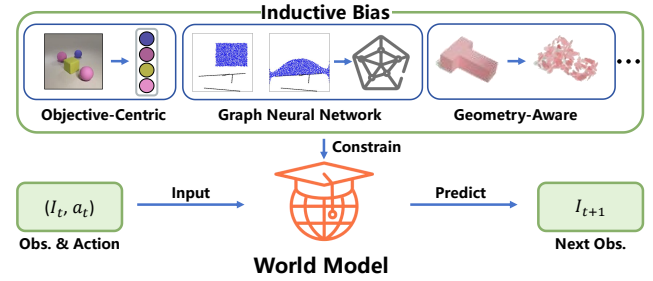 Inductive Bias
Objective-Centric
Graph Neural Network
Geometry-Aware
...
Constrain
(I_t, a_t)
Input
Predict
I_{t+1}
Obs. & Action
Next Obs.
World Model